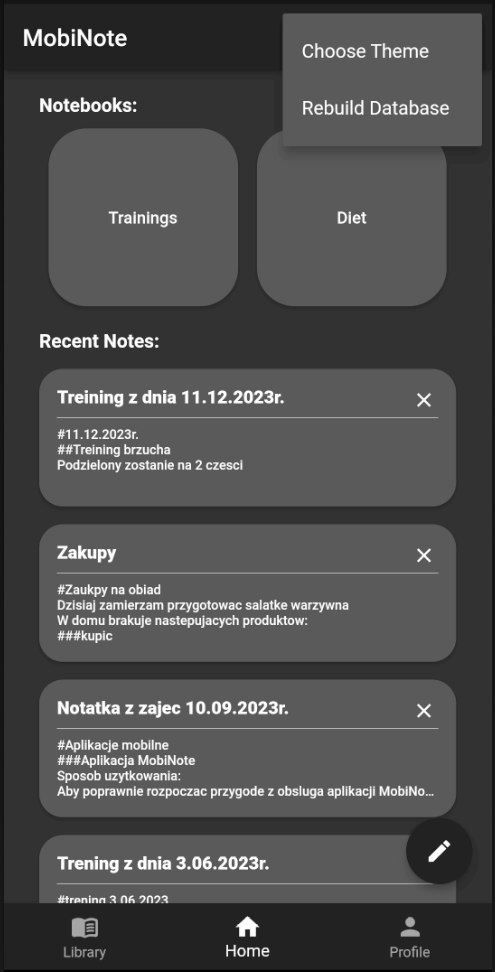 MobiNote
Choose Theme
Rebuild Database
Notebooks:
Trainings
Diet
Recent Notes:
Treining z dnia 11.12.2023r.
#11.12.2023r.
##Treining brzucha
Podzielony zostanie na 2 czesci
Zakupy
#Zaukpy na obiad
Dzisiaj zamierzam przygotowac salatke warzywna
W domu brakuje nastepujacych produktow:
###kupic
Notatka z zajec 10.09.2023r.
#Aplikacje mobilne
###Aplikacja MobiNote
Sposob uzytkowania:
Aby poprawnie rozpoczac przygode z obsluga aplikacji MobiNo...
Trening z dnia 3.06.2023r.
#trening 3.06.2023
Library
Home
Profile